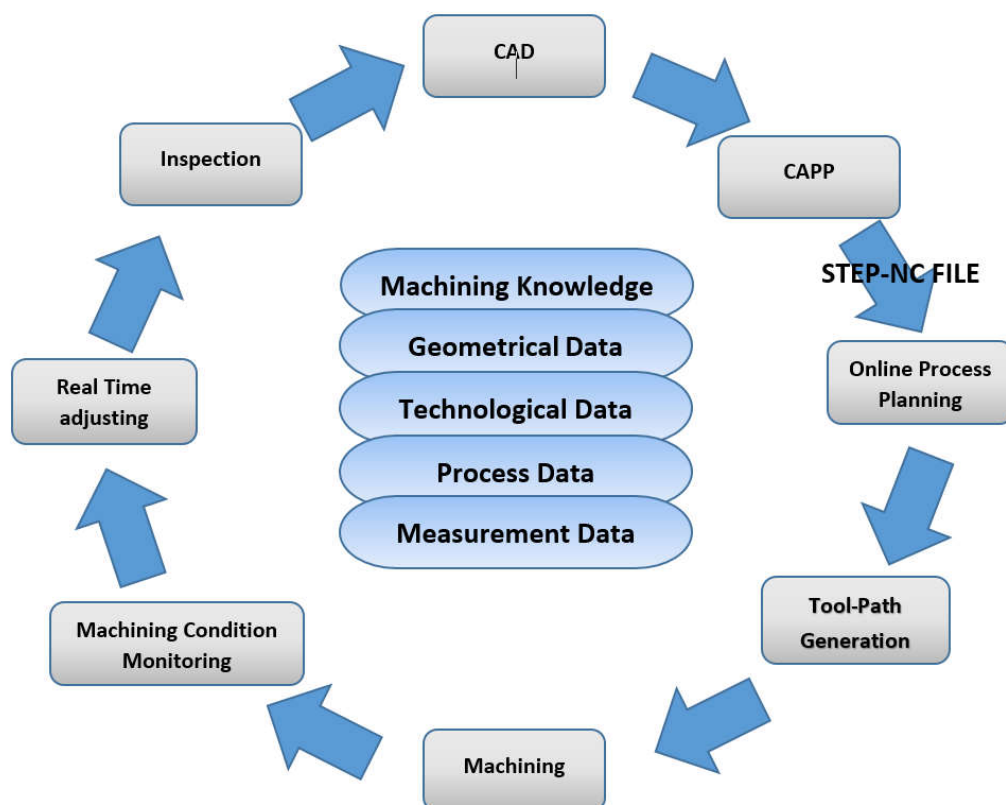 CAD
CAPP
STEP-NC FILE
Online Process
Planning
Tool-Path
Generation
Machining
Machining Condition
Monitoring
Real Time
adjusting
Inspection
Machining Knowledge
Geometrical Data
Technological Data
Process Data
Measurement Data